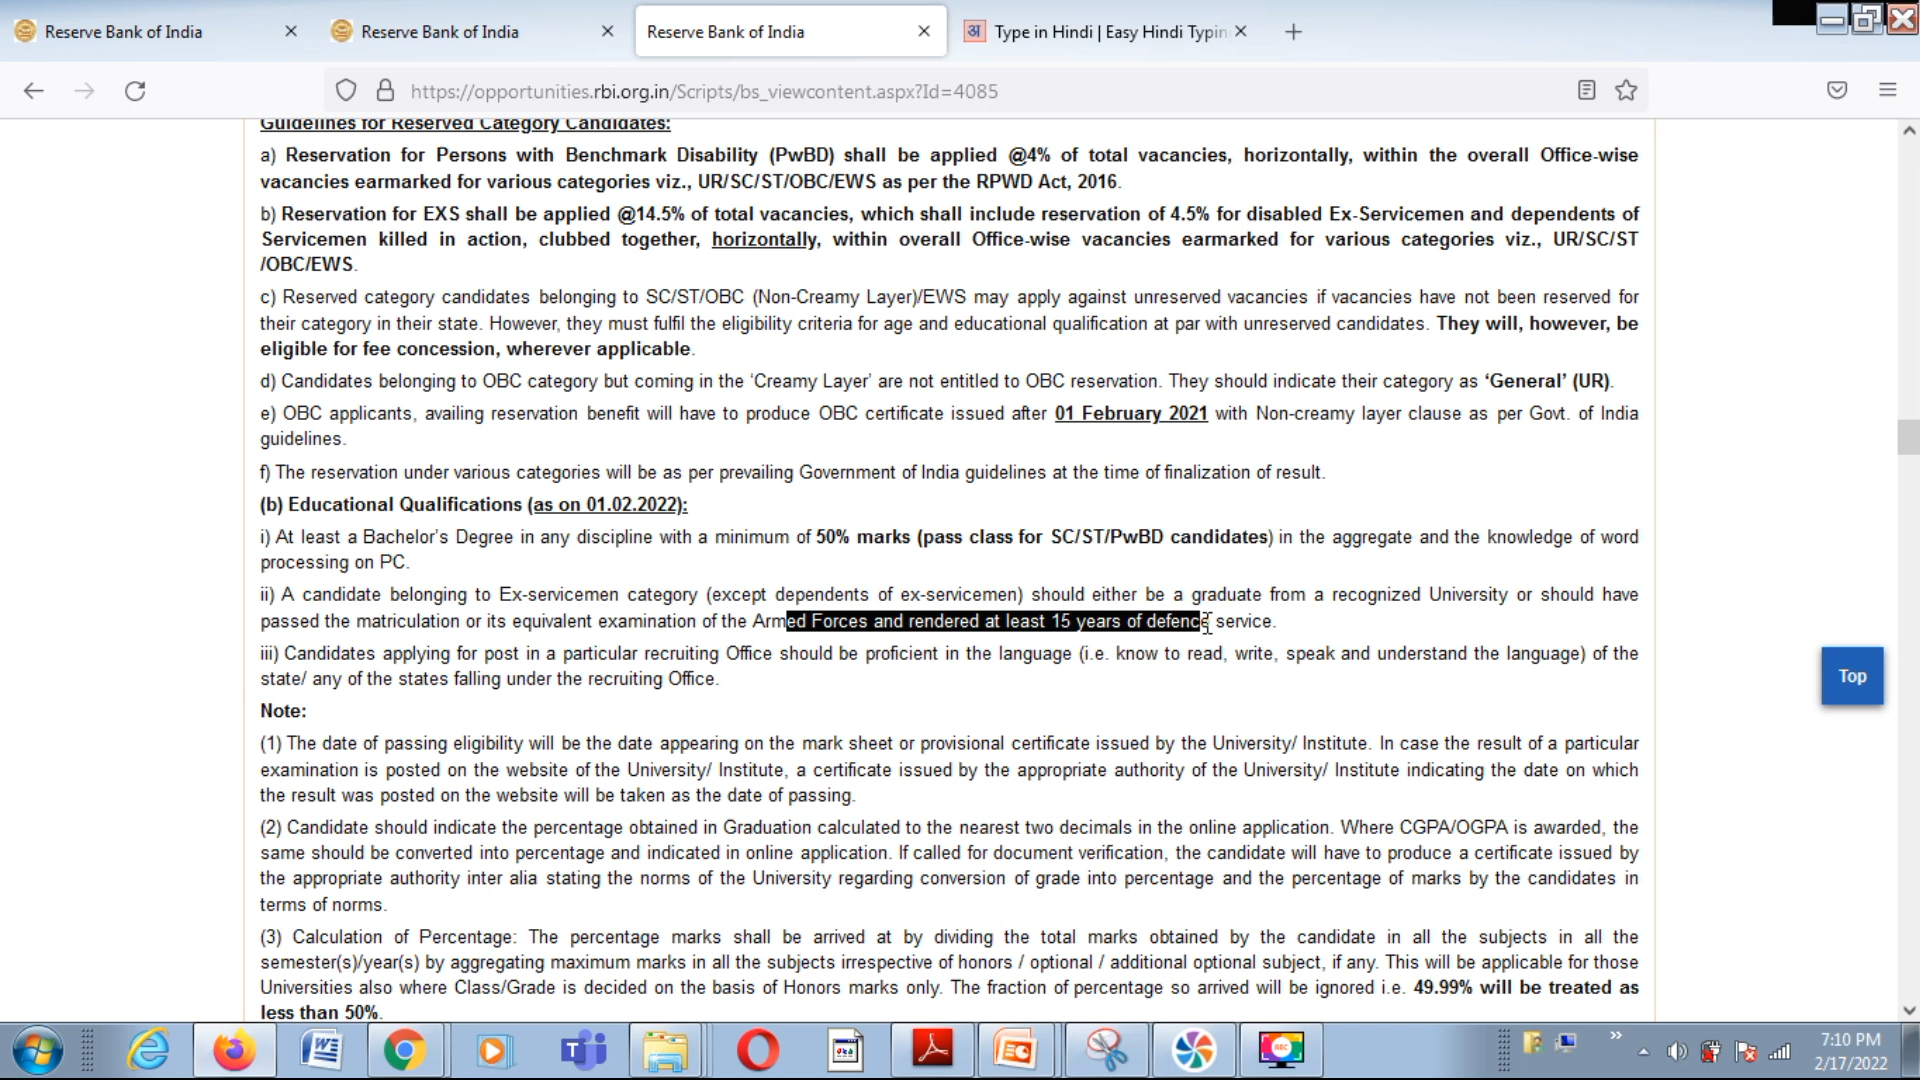 Reserve Bank of India
Reserve Bank of India
Reserve Bank of India
अ Type in Hindi | Easy Hindi Typin
https://opportunities.rbi.org.in/Scripts/bs_viewcontent.aspx?Id=4085
Guidelines for Reserved Category Candidates:
a) Reservation for Persons with Benchmark Disability (PwBD) shall be applied @4% of total vacancies, horizontally, within the overall Office-wise
vacancies earmarked for various categories viz., UR/SC/ST/OBC/EWS as per the RPWD Act, 2016.
b) Reservation for EXS shall be applied @14.5% of total vacancies, which shall include reservation of 4.5% for disabled Ex-Servicemen and dependents of
Servicemen killed in action, clubbed together, horizontally, within overall Office-wise vacancies earmarked for various categories viz., UR/SC/ST
/OBC/EWS.
c) Reserved category candidates belonging to SC/ST/OBC (Non-Creamy Layer)/EWS may apply against unreserved vacancies if vacancies have not been reserved for
their category in their state. However, they must fulfil the eligibility criteria for age and educational qualification at par with unreserved candidates. They will, however, be
eligible for fee concession, wherever applicable.
d) Candidates belonging to OBC category but coming in the ‘Creamy Layer’ are not entitled to OBC reservation. They should indicate their category as ‘General’ (UR).
e) OBC applicants, availing reservation benefit will have to produce OBC certificate issued after 01 February 2021 with Non-creamy layer clause as per Govt. of India
guidelines.
f) The reservation under various categories will be as per prevailing Government of India guidelines at the time of finalization of result.
(b) Educational Qualifications (as on 01.02.2022):
i) At least a Bachelor’s Degree in any discipline with a minimum of 50% marks (pass class for SC/ST/PwBD candidates) in the aggregate and the knowledge of word
processing on PC.
ii) A candidate belonging to Ex-servicemen category (except dependents of ex-servicemen) should either be a graduate from a recognized University or should have
passed the matriculation or its equivalent examination of the Armed Forces and rendered at least 15 years of defence service.
iii) Candidates applying for post in a particular recruiting Office should be proficient in the language (i.e. know to read, write, speak and understand the language) of the
state/ any of the states falling under the recruiting Office.
Top
Note:
(1) The date of passing eligibility will be the date appearing on the mark sheet or provisional certificate issued by the University/ Institute. In case the result of a particular
examination is posted on the website of the University/ Institute, a certificate issued by the appropriate authority of the University/ Institute indicating the date on which
the result was posted on the website will be taken as the date of passing.
(2) Candidate should indicate the percentage obtained in Graduation calculated to the nearest two decimals in the online application. Where CGPA/OGPA is awarded, the
same should be converted into percentage and indicated in online application. If called for document verification, the candidate will have to produce a certificate issued by
the appropriate authority inter alia stating the norms of the University regarding conversion of grade into percentage and the percentage of marks by the candidates in
terms of norms.
(3) Calculation of Percentage: The percentage marks shall be arrived at by dividing the total marks obtained by the candidate in all the subjects in all the
semester(s)/year(s) by aggregating maximum marks in all the subjects irrespective of honors / optional / additional optional subject, if any. This will be applicable for those
Universities also where Class/Grade is decided on the basis of Honors marks only. The fraction of percentage so arrived will be ignored i.e. 49.99% will be treated as
less than 50%.
7:10 PM
2/17/2022